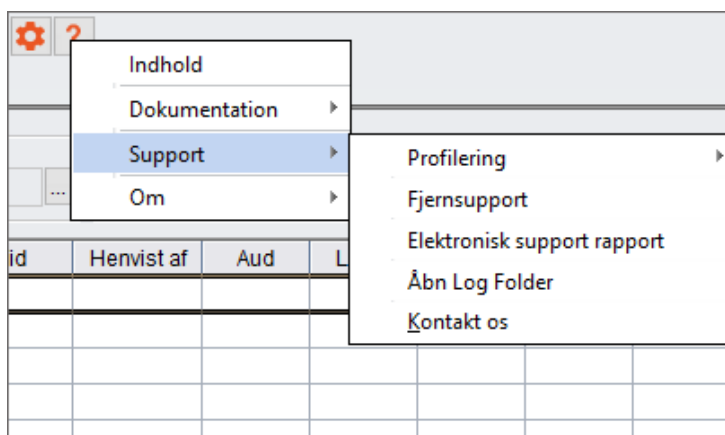 ?
Indhold
Dokumentation
Support
Profilering
Om
...
Fjernsupport
Elektronisk support rapport
id Henvist af Aud L
Åbn Log Folder
Kontakt os